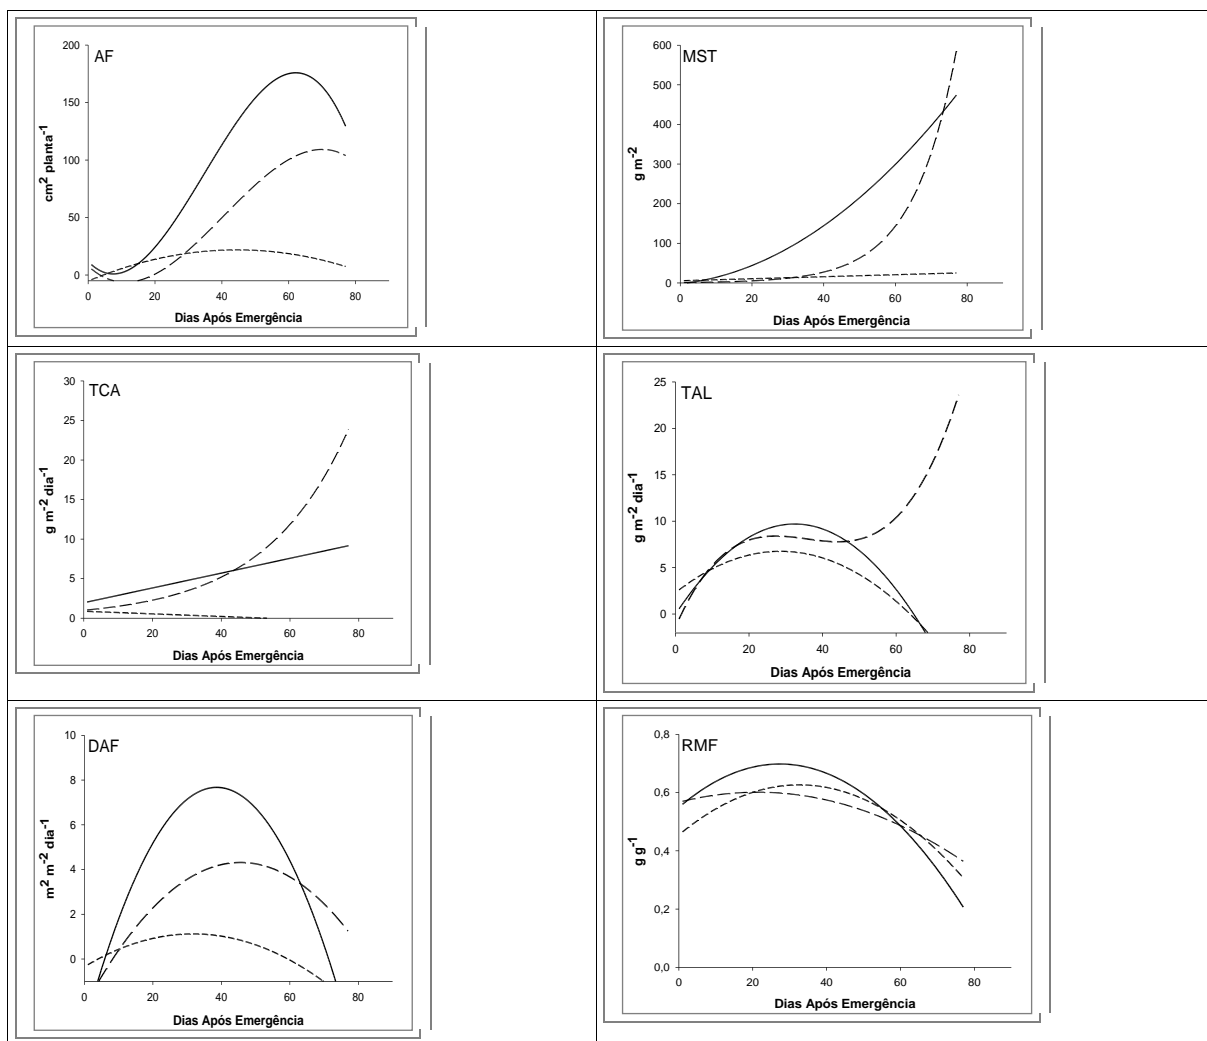 AF
200
150
100
50
0
cm² planta⁻¹
0 20 40 60 80
Dias Após Emergência
MST
600
500
400
300
200
100
0
g m⁻²
0 20 40 60 80
Dias Após Emergência
TCA
30
25
20
15
10
5
0
g m⁻² dia⁻¹
0 20 40 60 80
Dias Após Emergência
TAL
25
20
15
10
5
0
g m⁻² dia⁻¹
0 20 40 60 80
Dias Após Emergência
DAF
10
8
6
4
2
0
m² m⁻² dia⁻¹
0 20 40 60 80
Dias Após Emergência
RMF
0,8
0,6
0,4
0,2
0,0
g g⁻¹
0 20 40 60 80
Dias Após Emergência